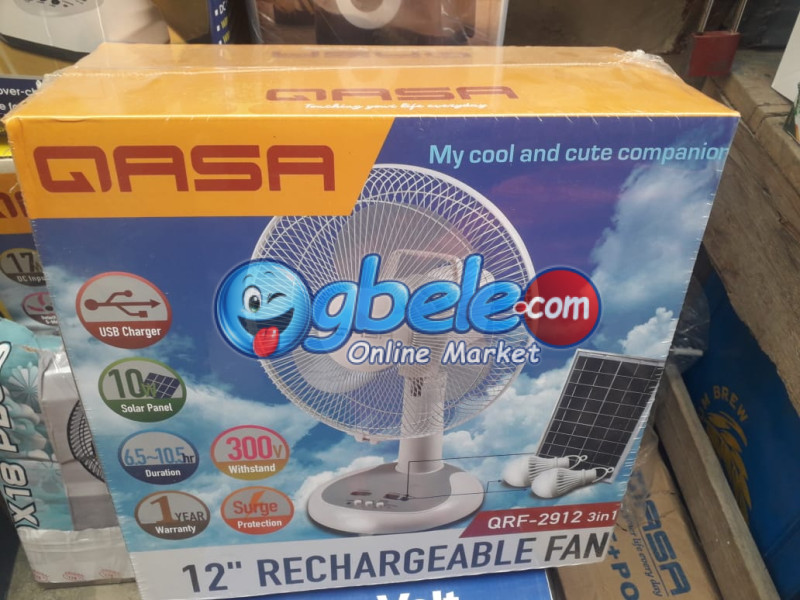 QASA
Touching your life everyday
QASA
My cool and cute companion
USB Charger
10W
Solar Panel
6.5~10.5hr
Duration
300V
Withstand
1 YEAR
Warranty
Surge
Protection
Ogbele.com
Online Market
QRF-2912 3in1
12" RECHARGEABLE FAN
QASA
Volt